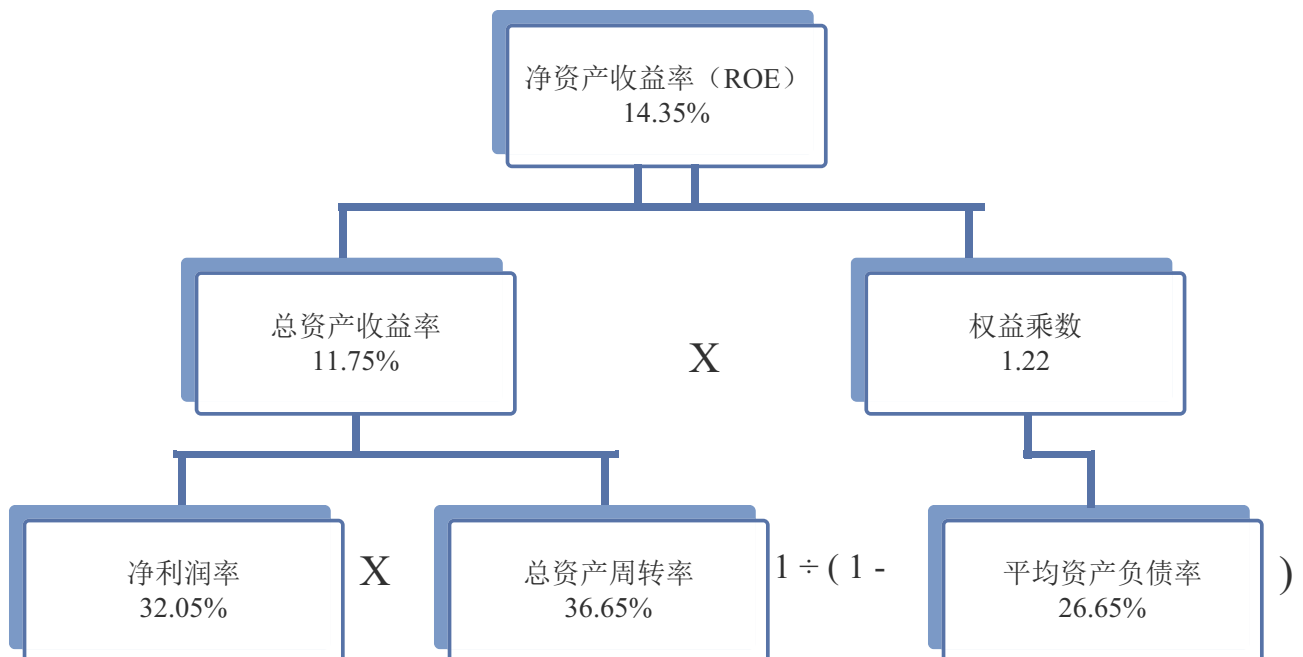 净资产收益率（ROE）
14.35%
总资产收益率
11.75%
X
权益乘数
1.22
净利润率
32.05%
X
总资产周转率
36.65%
1 ÷ ( 1 -
平均资产负债率
26.65%
)